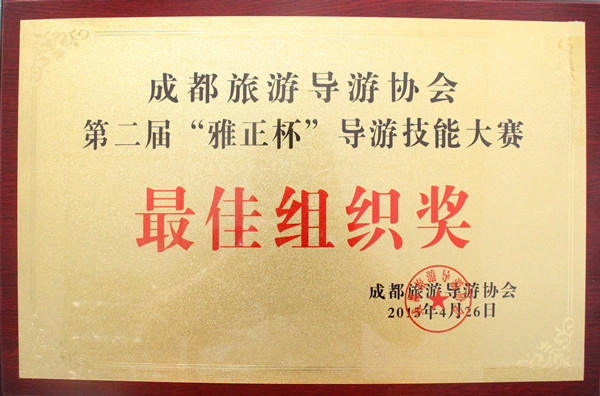 成都旅游导游协会
第二届“雅正杯”导游技能大赛
最佳组织奖
成都旅游导游协会
2015年4月26日